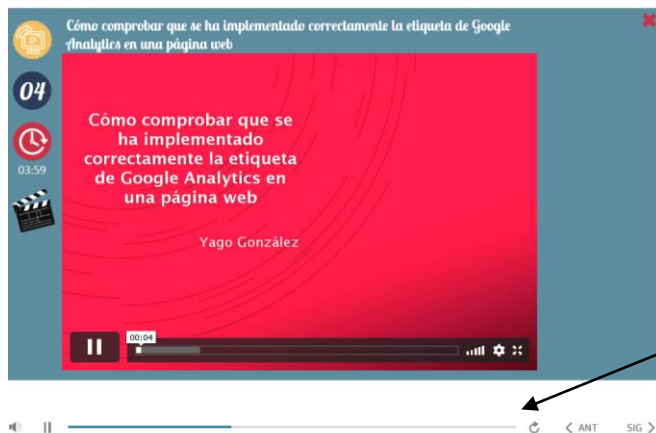 Cómo comprobar que se ha implementado correctamente la etiqueta de Google
Analytics en una página web
04
03:59
Cómo comprobar que se
ha implementado
correctamente la etiqueta
de Google Analytics en
una página web
Yago González
00:04
ANT
SIG